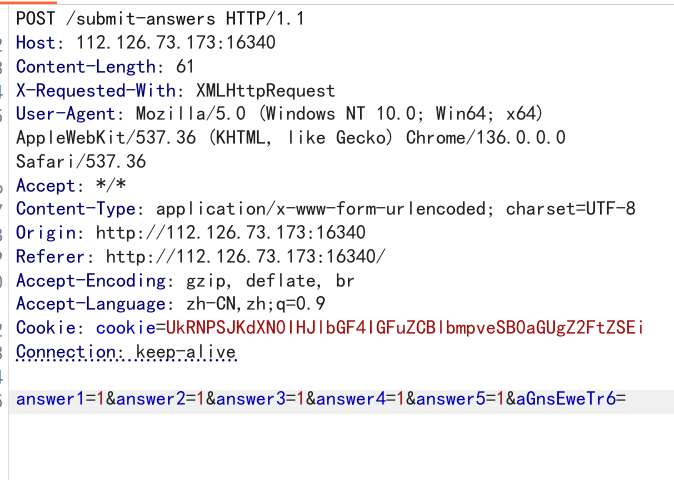 POST /submit-answers HTTP/1.1
Host: 112.126.73.173:16340
Content-Length: 61
X-Requested-With: XMLHttpRequest
User-Agent: Mozilla/5.0 (Windows NT 10.0; Win64; x64)
AppleWebKit/537.36 (KHTML, like Gecko) Chrome/136.0.0.0
Safari/537.36
Accept: */*
Content-Type: application/x-www-form-urlencoded; charset=UTF-8
Origin: http://112.126.73.173:16340
Referer: http://112.126.73.173:16340/
Accept-Encoding: gzip, deflate, br
Accept-Language: zh-CN,zh;q=0.9
Cookie: cookie=UkRNPSJKdXN0IHJlbGF4IGFuZCBlbmpveSB0aGUgZ2FtZSEi
Connection: keep-alive
answer1=1&answer2=1&answer3=1&answer4=1&answer5=1&aGnsEweTr6=